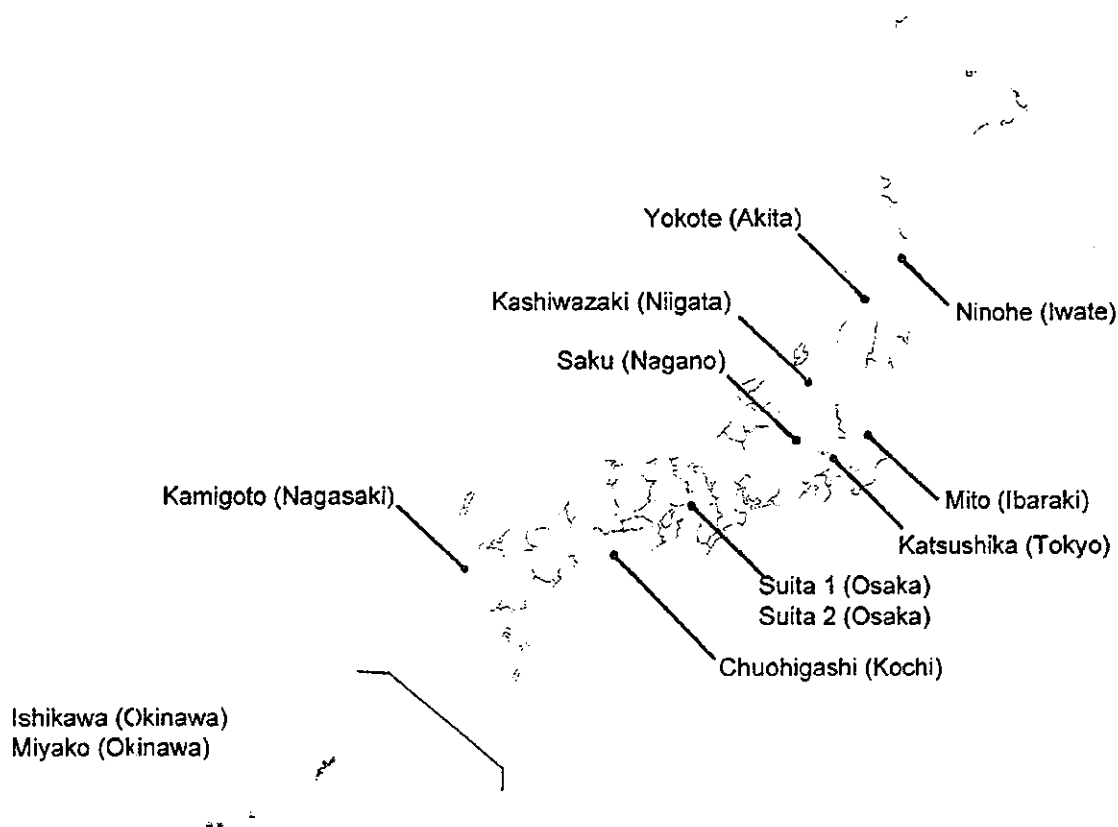 Yokote (Akita)
Kashiwazaki (Niigata)
Ninohe (Iwate)
Saku (Nagano)
Kamigoto (Nagasaki)
Mito (Ibaraki)
Katsushika (Tokyo)
Suita 1 (Osaka)
Suita 2 (Osaka)
Chuohigashi (Kochi)
Ishikawa (Okinawa)
Miyako (Okinawa)